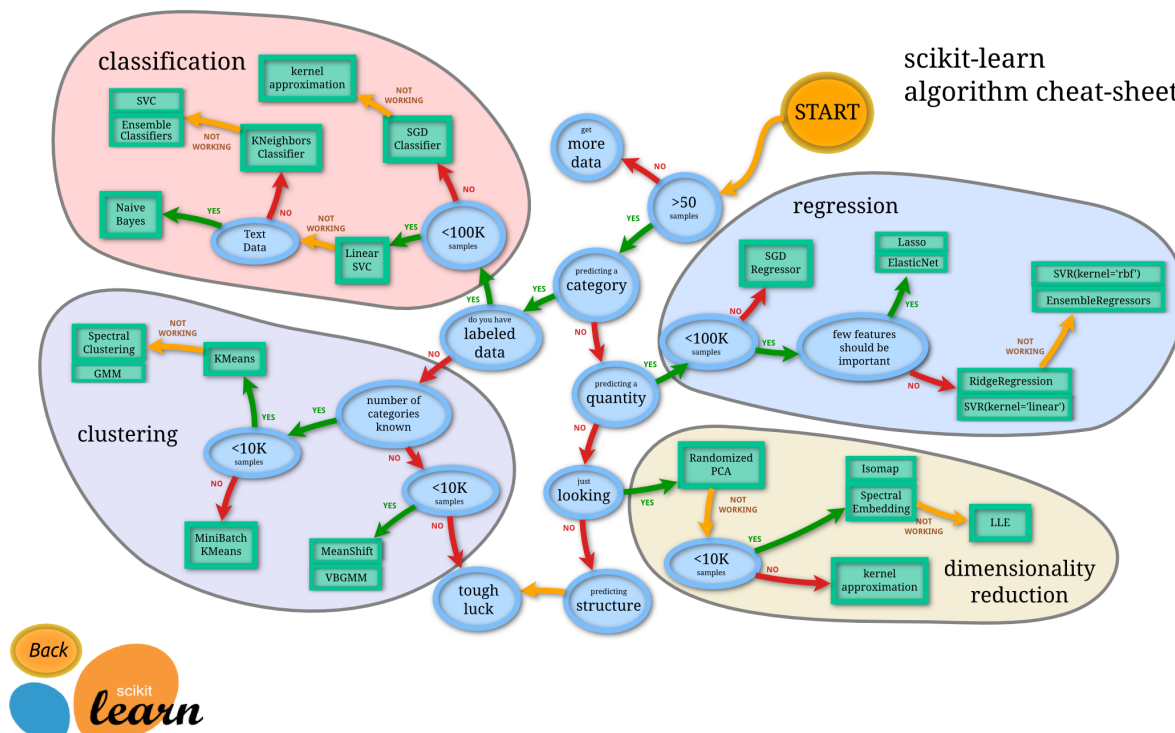 scikit-learn
algorithm cheat-sheet
START
get
more
data
NO
>50
samples
YES
predicting a
category
YES
NO
do you have
labeled
data
YES
NO
predicting a
quantity
YES
NO
just
looking
YES
NO
predicting
structure
tough
luck
classification
kernel
approximation
NOT
WORKING
SVC
Ensemble
Classifiers
NOT
WORKING
KNeighbors
Classifier
SGD
Classifier
NO
<100K
samples
YES
Linear
SVC
NOT
WORKING
Text
Data
NO
YES
Naive
Bayes
regression
SGD
Regressor
NO
<100K
samples
YES
few features
should be
important
YES
Lasso
ElasticNet
NO
RidgeRegression
SVR(kernel='linear')
NOT
WORKING
SVR(kernel='rbf')
EnsembleRegressors
clustering
Spectral
Clustering
GMM
NOT
WORKING
KMeans
YES
<10K
samples
NO
MiniBatch
KMeans
YES
number of
categories
known
NO
<10K
samples
YES
NO
MeanShift
VBGMM
dimensionality
reduction
Randomized
PCA
NOT
WORKING
<10K
samples
YES
NO
Isomap
Spectral
Embedding
NOT
WORKING
LLE
kernel
approximation
Back
scikit
learn